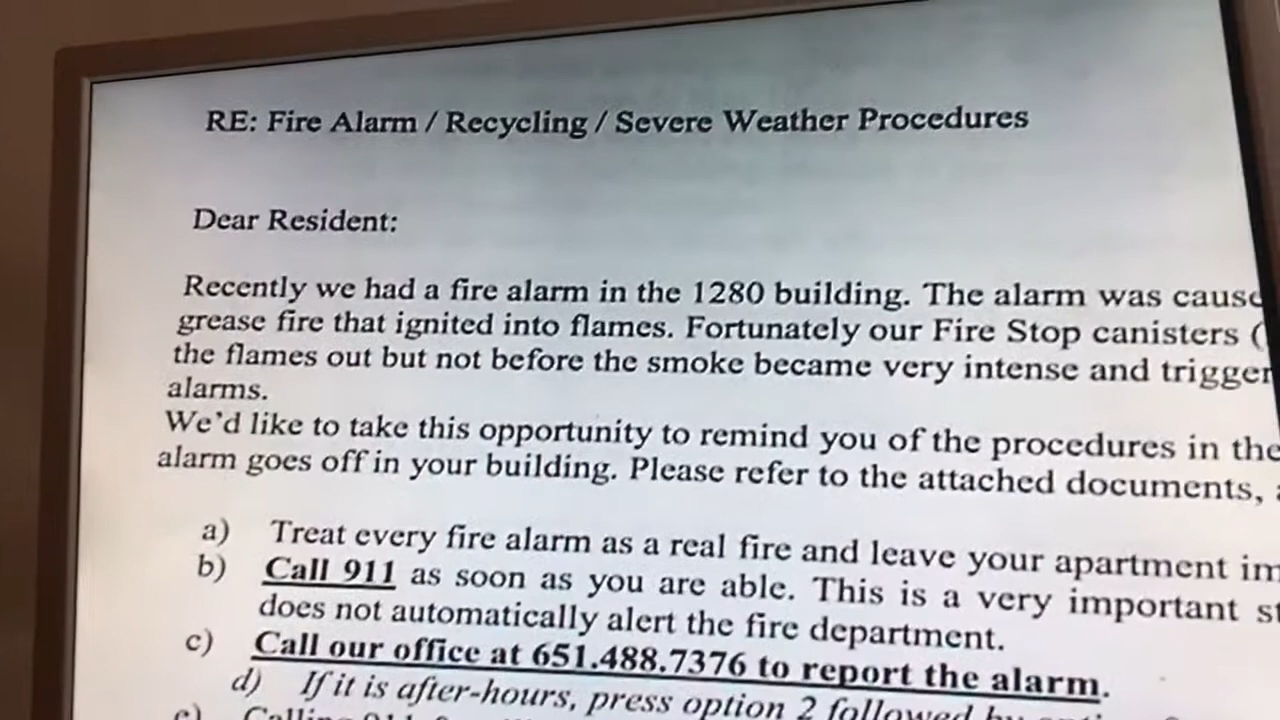 RE: Fire Alarm / Recycling / Severe Weather Procedures
Dear Resident:
Recently we had a fire alarm in the 1280 building. The alarm was
grease fire that ignited into flames. Fortunately our Fire Stop canisters (
the flames out but not before the smoke became very intense and
alarms.
We'd like to take this opportunity to remind you of the procedures in the
alarm goes off in your building. Please refer to the attached documents,
a) Treat every fire alarm as a real fire and leave your apartment
b) Call 911 as soon as you are able. This is a very important
does not automatically alert the fire department.
c) Call our office at 651.488.7376 to report the alarm.
d) If it is after-hours, press option 2 followed by